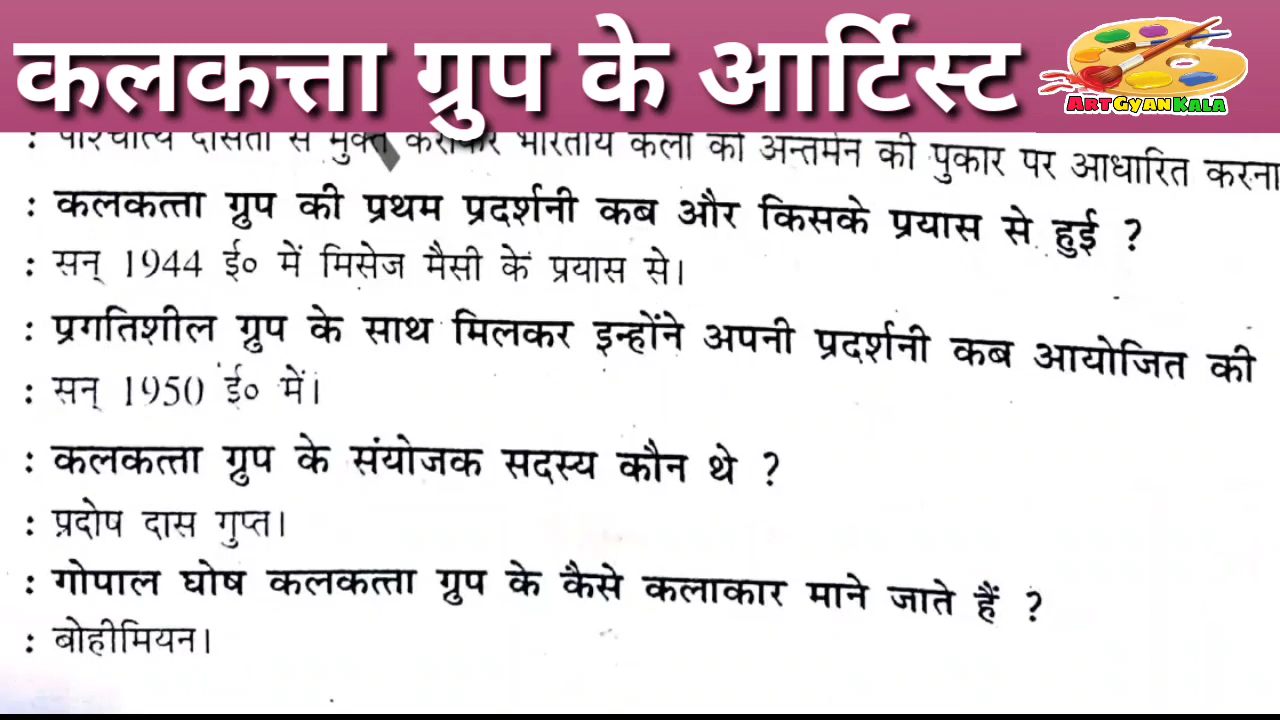 कलकत्ता ग्रुप के आर्टिस्ट
ARTGYANKALA
: पाश्चात्य दासता से मुक्त कराकर भारतीय कला को अन्तर्मन की पुकार पर आधारित करना
: कलकत्ता ग्रुप की प्रथम प्रदर्शनी कब और किसके प्रयास से हुई ?
: सन् 1944 ई० में मिसेज मैसी के प्रयास से।
: प्रगतिशील ग्रुप के साथ मिलकर इन्होंने अपनी प्रदर्शनी कब आयोजित की
: सन् 1950 ई० में।
: कलकत्ता ग्रुप के संयोजक सदस्य कौन थे ?
: प्रदोष दास गुप्त।
: गोपाल घोष कलकत्ता ग्रुप के कैसे कलाकार माने जाते हैं ?
: बोहीमियन।